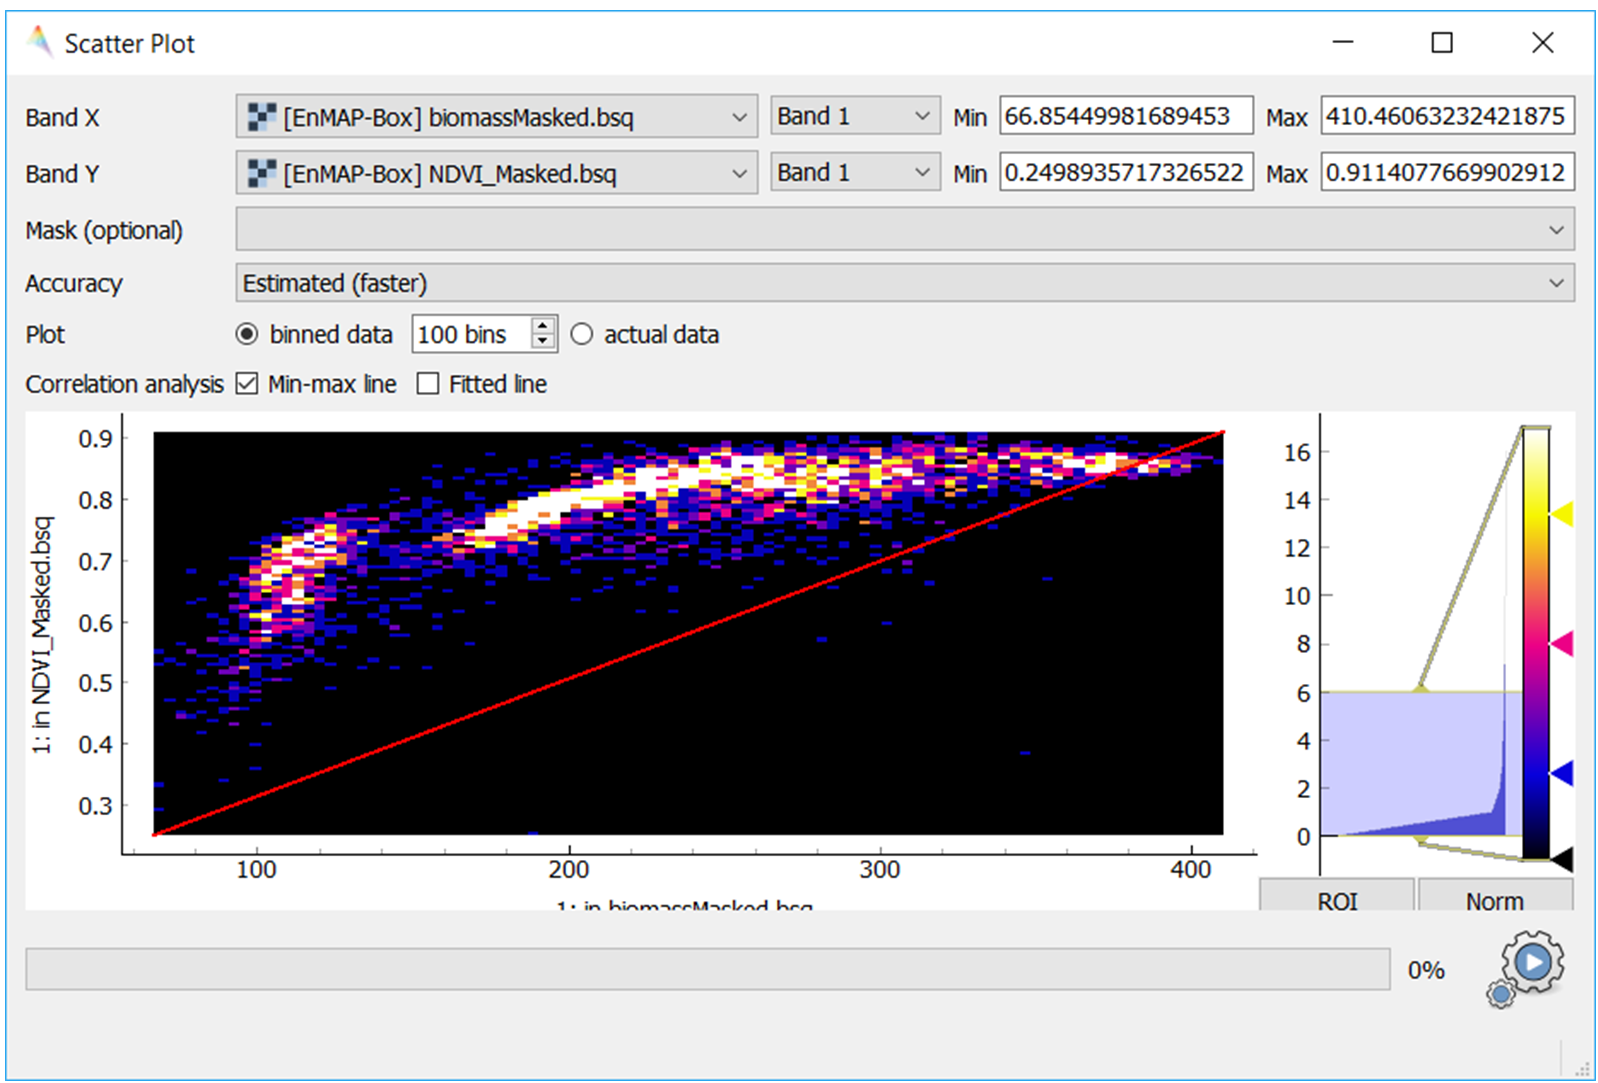 Scatter Plot
Band X [EnMAP-Box] biomassMasked.bsq Band 1 Min 66.85449981689453 Max 410.46063232421875
Band Y [EnMAP-Box] NDVI_Masked.bsq Band 1 Min 0.2498935717326522 Max 0.9114077669902912
Mask (optional)
Accuracy Estimated (faster)
Plot binned data 100 bins actual data
Correlation analysis Min-max line Fitted line
0.9
0.8
0.7
0.6
0.5
0.4
0.3
1: in NDVI_Masked.bsq
100 200 300 400
1: in biomassMasked.bsq
16
14
12
10
8
6
4
2
0
ROI Norm
0%